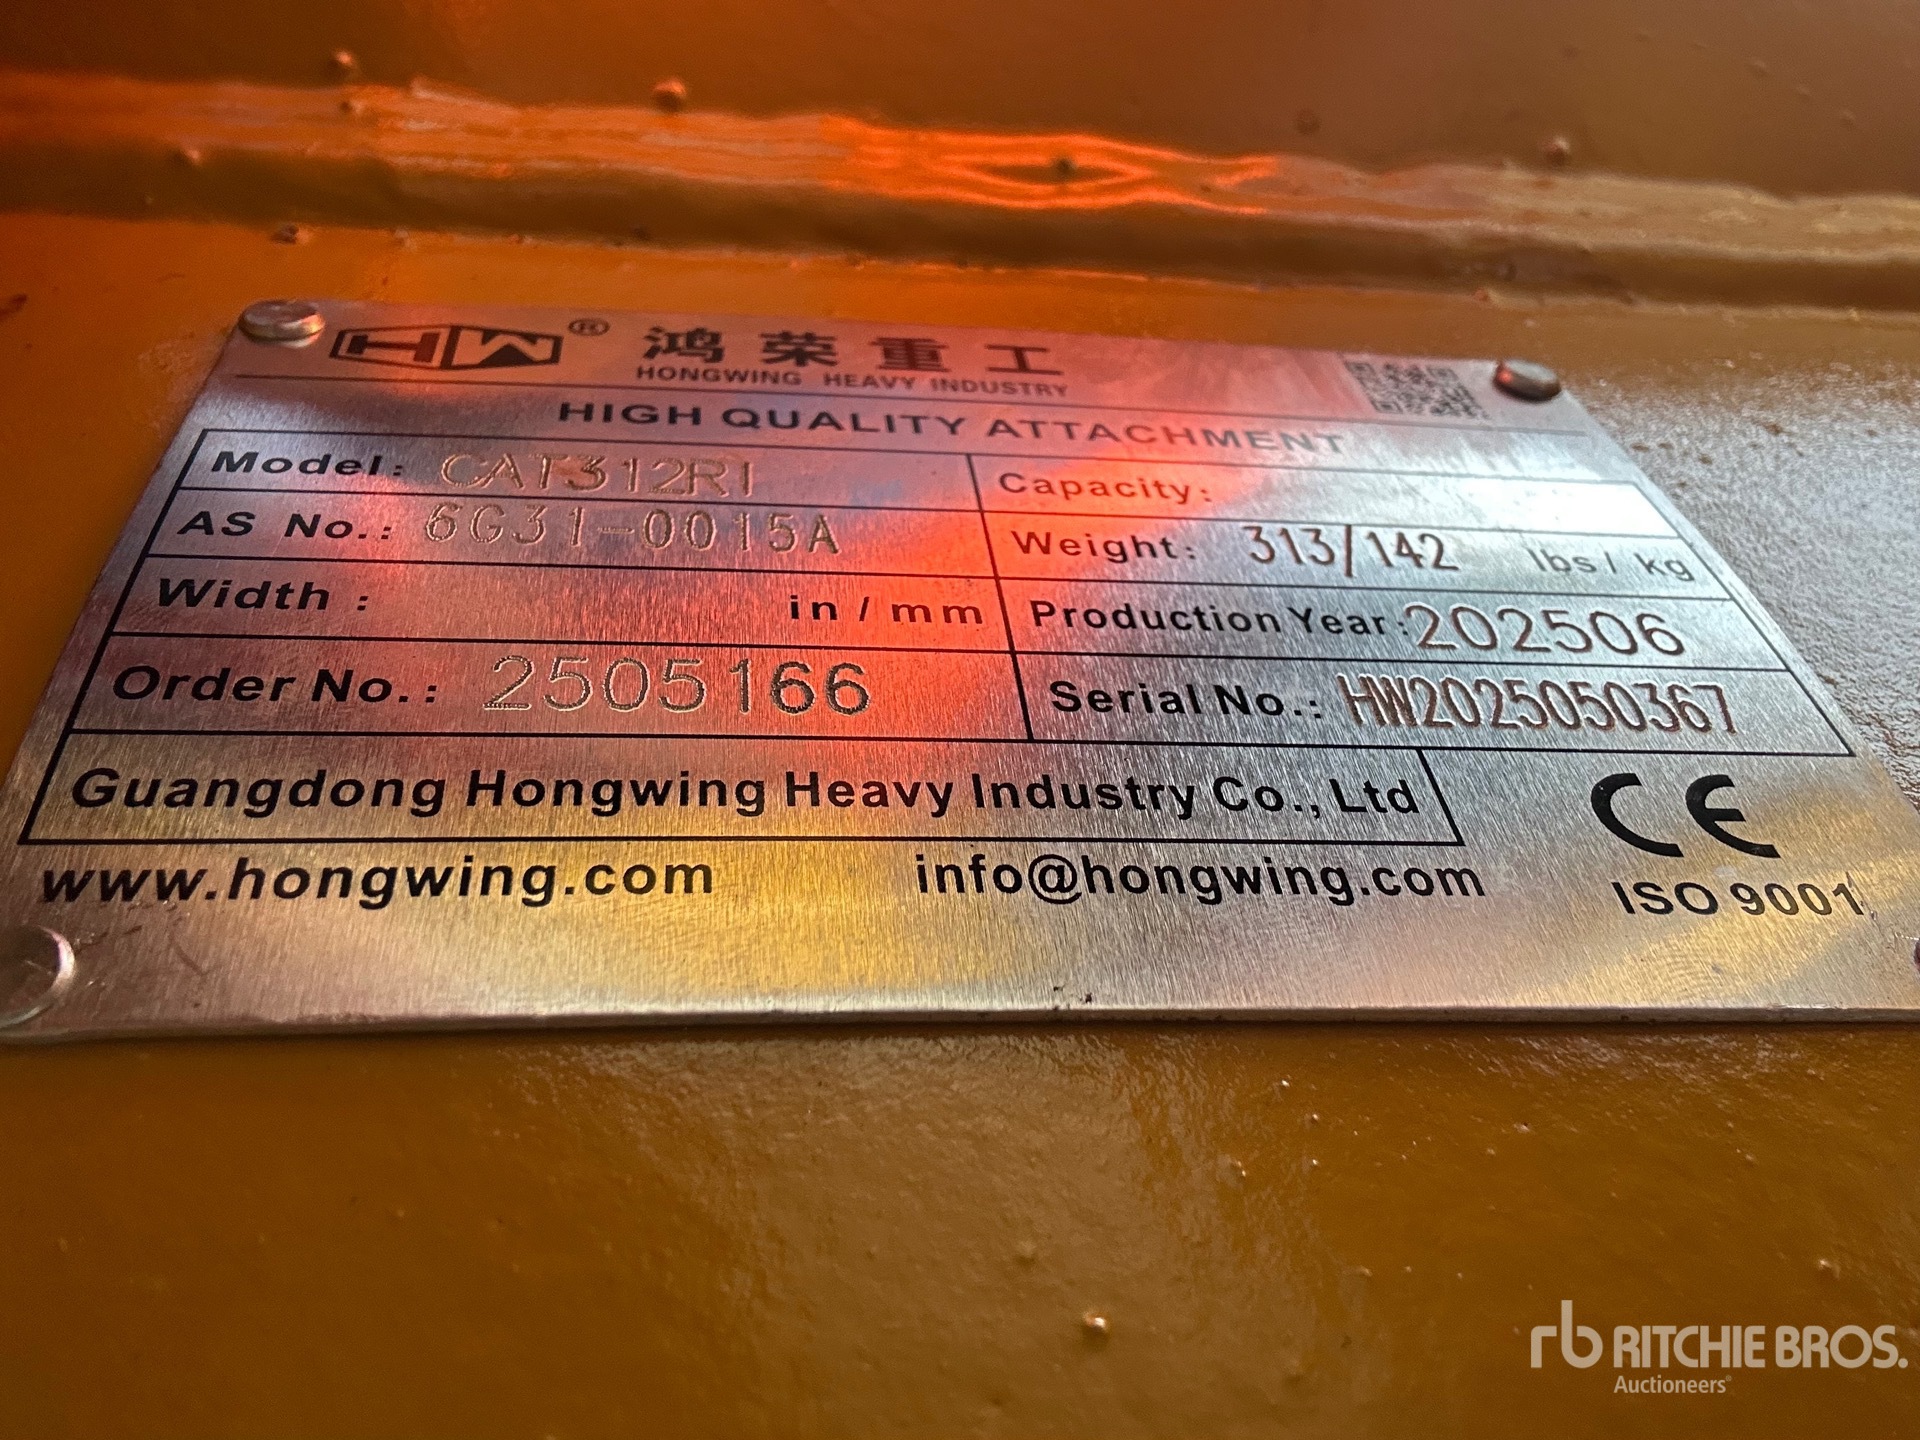 HW® 鸿荣重工
HONGWING HEAVY INDUSTRY
HIGH QUALITY ATTACHMENT
Model: CAT312RI
Capacity:
AS No.: 6G31-0015A
Weight: 313/142 lbs/kg
Width: in/mm
Production Year: 202506
Order No.: 2505166
Serial No.: HW2025050367
Guangdong Hongwing Heavy Industry Co., Ltd
CE
www.hongwing.com info@hongwing.com
ISO 9001
rb RITCHIE BROS.
Auctioneers®